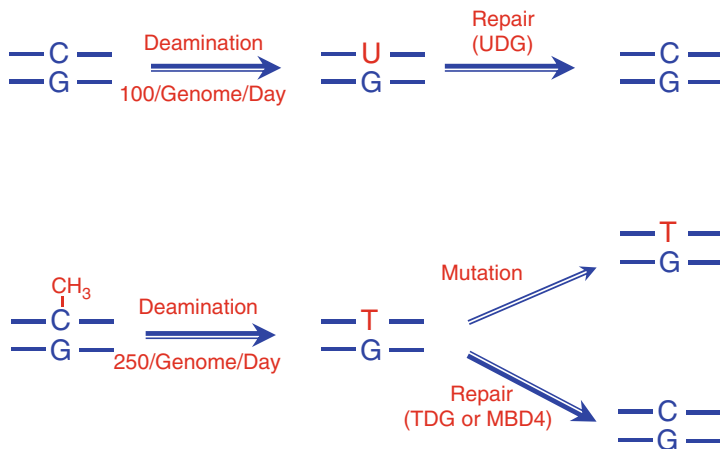 C
G
Deamination
100/Genome/Day
U
G
Repair
(UDG)
C
G
CH3
C
G
Deamination
250/Genome/Day
T
G
Mutation
T
G
Repair
(TDG or MBD4)
C
G